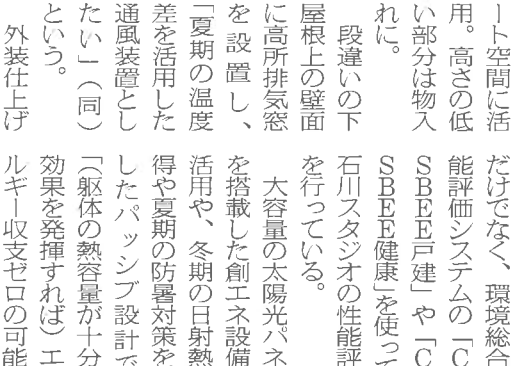 ート空間に活
用。高さの低
い部分は物入
れに。
段違いの下
屋根上の壁面
に高所排気窓
を設置し、
「夏期の温度
差を活用した
通風装置とし
たい」（同）
という。
外装仕上げ
だけでなく、環境総合
能評価システムの「C
SBEE戸建」や「C
SBEE健康」を使って
石川スタジオの性能評
を行っている。
大容量の太陽光パネ
を搭載した創エネ設備
活用や、冬期の日射熱
得や夏期の防暑対策を
したパッシブ設計で
「（躯体の熱容量が十分
効果を発揮すれば）エ
ルギー収支ゼロの可能